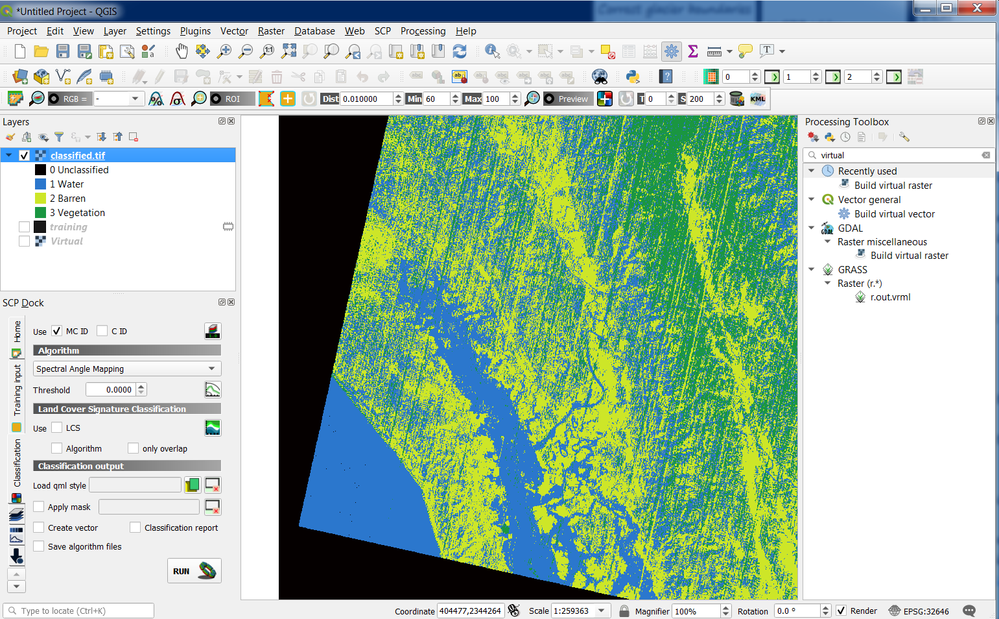 *Untitled Project - QGIS
Correct glacier boundaries
Project Edit View Layer Settings Plugins Vector Raster Database Web SCP Processing Help
0 1 2
RGB = - ROI Dist 0.010000 Min 60 Max 100 Preview T 0 S 200 KML
Layers
classified.tif
0 Unclassified
1 Water
2 Barren
3 Vegetation
training
Virtual
SCP Dock
Home
Training input
Classification
Use MC ID C ID
Algorithm
Spectral Angle Mapping
Threshold 0.0000
Land Cover Signature Classification
Use LCS
Algorithm only overlap
Classification output
Load qml style
Apply mask
Create vector Classification report
Save algorithm files
RUN
Processing Toolbox
virtual
Recently used
Build virtual raster
Vector general
Build virtual vector
GDAL
Raster miscellaneous
Build virtual raster
GRASS
Raster (r.*)
r.out.vrml
Type to locate (Ctrl+K) Coordinate 404477,2344264 Scale 1:259363 Magnifier 100% Rotation 0.0 ° Render EPSG:32646